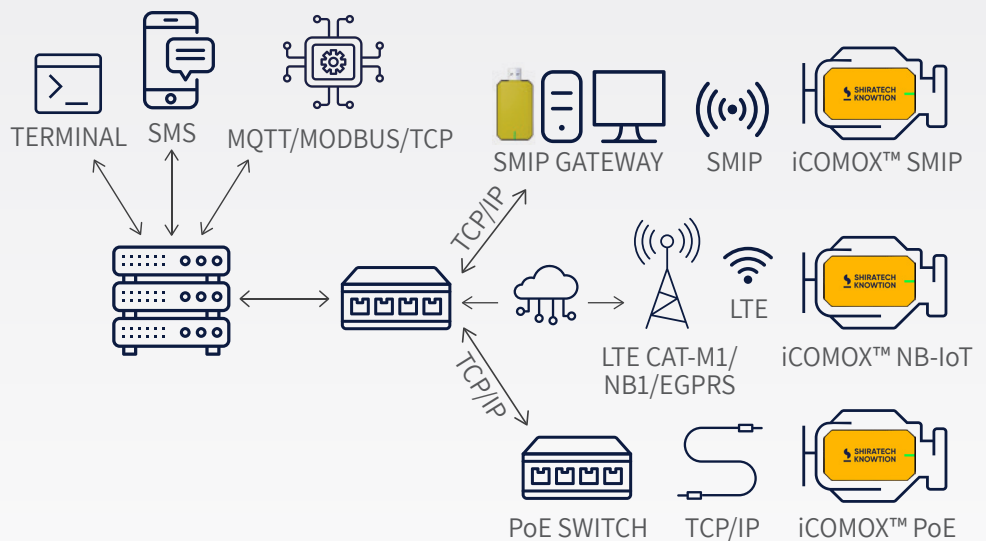 >_
TERMINAL
SMS
MQTT/MODBUS/TCP
SMIP GATEWAY
SMIP
SHIRATECH
KNOWTION
iCOMOX™ SMIP
TCP/IP
LTE CAT-M1/
NB1/EGPRS
LTE
SHIRATECH
KNOWTION
iCOMOX™ NB-IoT
TCP/IP
PoE SWITCH
TCP/IP
SHIRATECH
KNOWTION
iCOMOX™ PoE